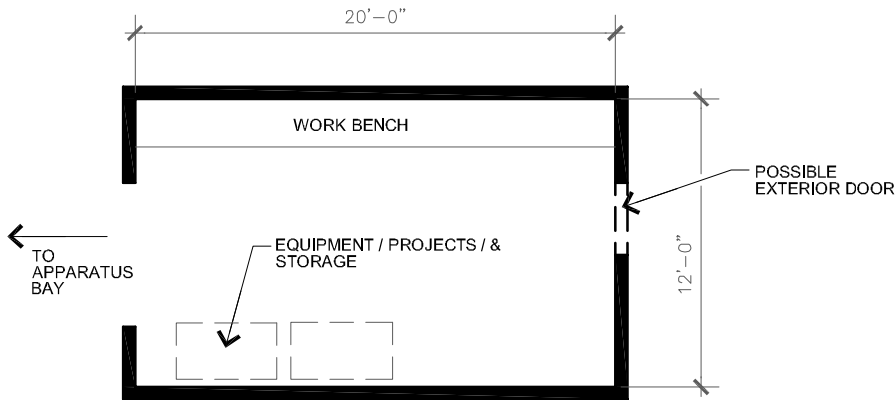 20'-0"
WORK BENCH
POSSIBLE
EXTERIOR DOOR
EQUIPMENT / PROJECTS / &
STORAGE
TO
APPARATUS
BAY
12'-0"